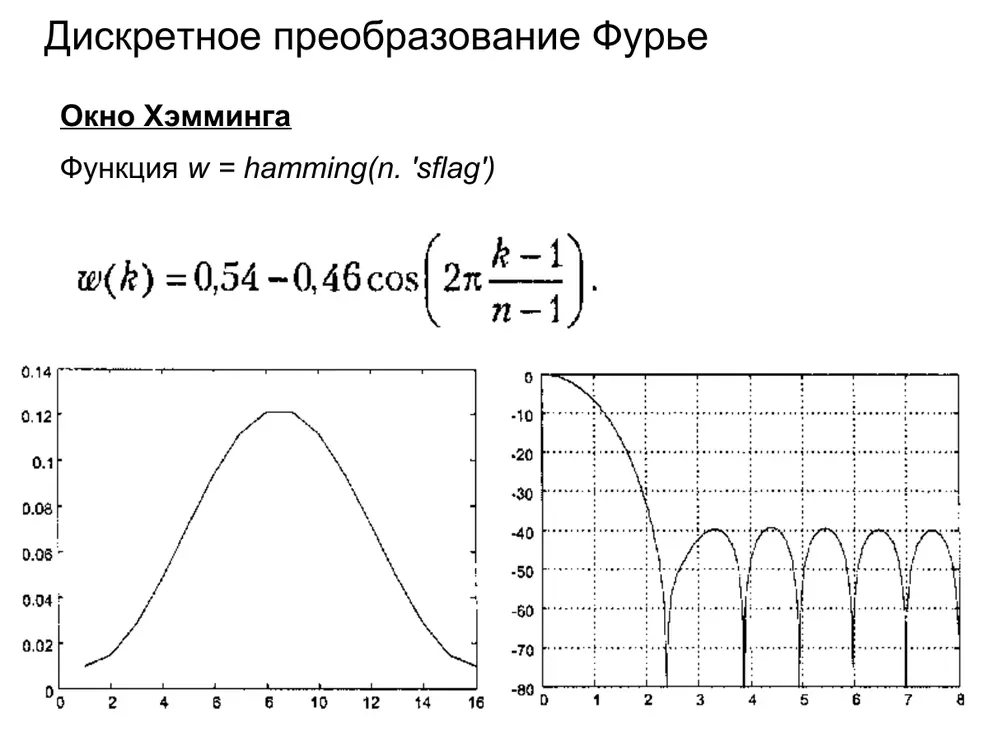 Дискретное преобразование Фурье
Окно Хэмминга
Функция w = hamming(n. 'sflag')
w(k) = 0,54 – 0,46 cos(2π (k – 1)/(n – 1)).
0.14
0.12
0.1
0.08
0.06
0.04
0.02
0
0 2 4 6 8 10 12 14 16
0
-10
-20
-30
-40
-50
-60
-70
-80
0 1 2 3 4 5 6 7 8